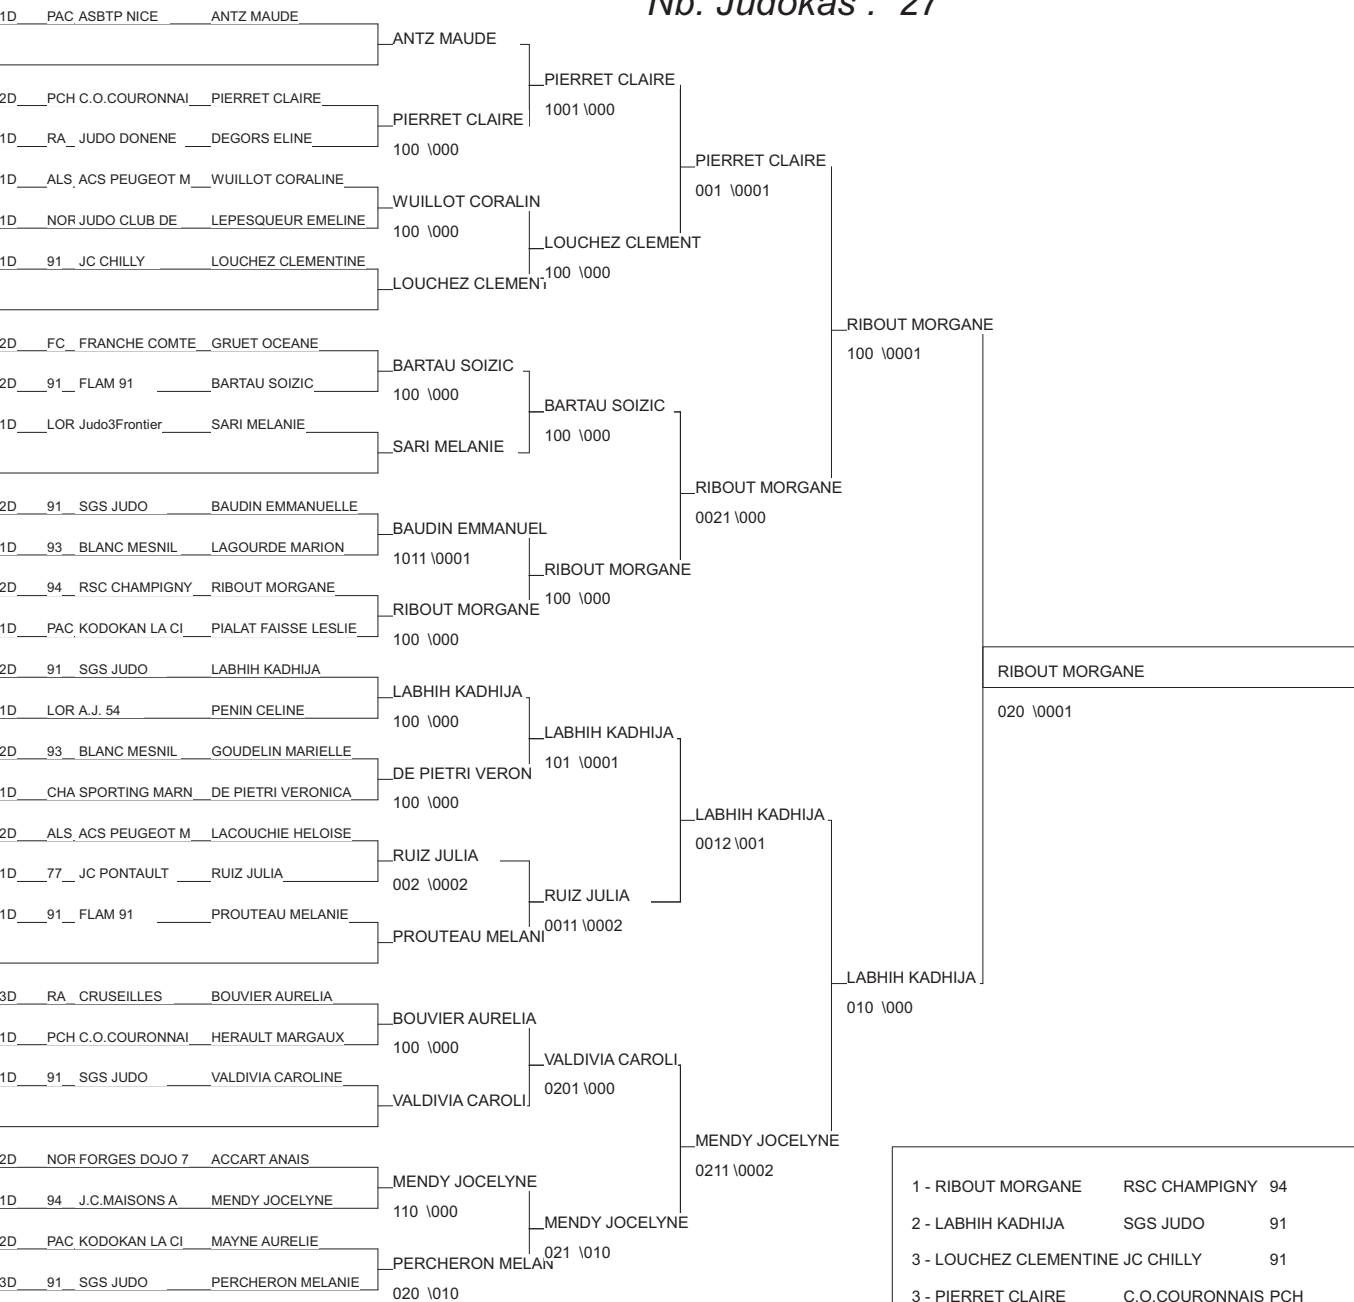 Nb. Judokas : 27
1D PAC ASBTP NICE ANTZ MAUDE
ANTZ MAUDE
PIERRET CLAIRE
1001 \000
2D PCH C.O.COURONNAI PIERRET CLAIRE
PIERRET CLAIRE
100 \000
1D RA JUDO DONENE DEGORS ELINE
PIERRET CLAIRE
001 \0001
1D ALS ACS PEUGEOT M WUILLOT CORALINE
WUILLOT CORALIN
100 \000
1D NOR JUDO CLUB DE LEPESQUEUR EMELINE
LOUCHEZ CLEMENT
100 \000
1D 91 JC CHILLY LOUCHEZ CLEMENTINE
LOUCHEZ CLEMENT
RIBOUT MORGANE
100 \0001
2D FC FRANCHE COMTE GRUET OCEANE
BARTAU SOIZIC
100 \000
2D 91 FLAM 91 BARTAU SOIZIC
BARTAU SOIZIC
100 \000
1D LOR Judo3Frontier SARI MELANIE
SARI MELANIE
RIBOUT MORGANE
0021 \000
2D 91 SGS JUDO BAUDIN EMMANUELLE
BAUDIN EMMANUEL
1011 \0001
1D 93 BLANC MESNIL LAGOURDE MARION
RIBOUT MORGANE
100 \000
2D 94 RSC CHAMPIGNY RIBOUT MORGANE
RIBOUT MORGANE
100 \000
1D PAC KODOKAN LA CI PIALAT FAISSE LESLIE
RIBOUT MORGANE
020 \0001
2D 91 SGS JUDO LABHIH KADHIJA
LABHIH KADHIJA
100 \000
1D LOR A.J. 54 PENIN CELINE
LABHIH KADHIJA
101 \0001
2D 93 BLANC MESNIL GOUDELIN MARIELLE
DE PIETRI VERON
100 \000
1D CHA SPORTING MARN DE PIETRI VERONICA
LABHIH KADHIJA
0012 \001
2D ALS ACS PEUGEOT M LACOUCHIE HELOISE
RUIZ JULIA
002 \0002
1D 77 JC PONTAULT RUIZ JULIA
RUIZ JULIA
0011 \0002
1D 91 FLAM 91 PROUTEAU MELANIE
PROUTEAU MELANI
LABHIH KADHIJA
010 \000
3D RA CRUSEILLES BOUVIER AURELIA
BOUVIER AURELIA
100 \000
1D PCH C.O.COURONNAI HERAULT MARGAUX
VALDIVIA CAROLI
0201 \000
1D 91 SGS JUDO VALDIVIA CAROLINE
VALDIVIA CAROLI
MENDY JOCELYNE
0211 \0002
2D NOR FORGES DOJO 7 ACCART ANAIS
MENDY JOCELYNE
110 \000
1D 94 J.C.MAISONS A MENDY JOCELYNE
MENDY JOCELYNE
021 \010
2D PAC KODOKAN LA CI MAYNE AURELIE
PERCHERON MELAN
020 \010
3D 91 SGS JUDO PERCHERON MELANIE
1 - RIBOUT MORGANE RSC CHAMPIGNY 94
2 - LABHIH KADHIJA SGS JUDO 91
3 - LOUCHEZ CLEMENTINE JC CHILLY 91
3 - PIERRET CLAIRE C.O.COURONNAIS PCH